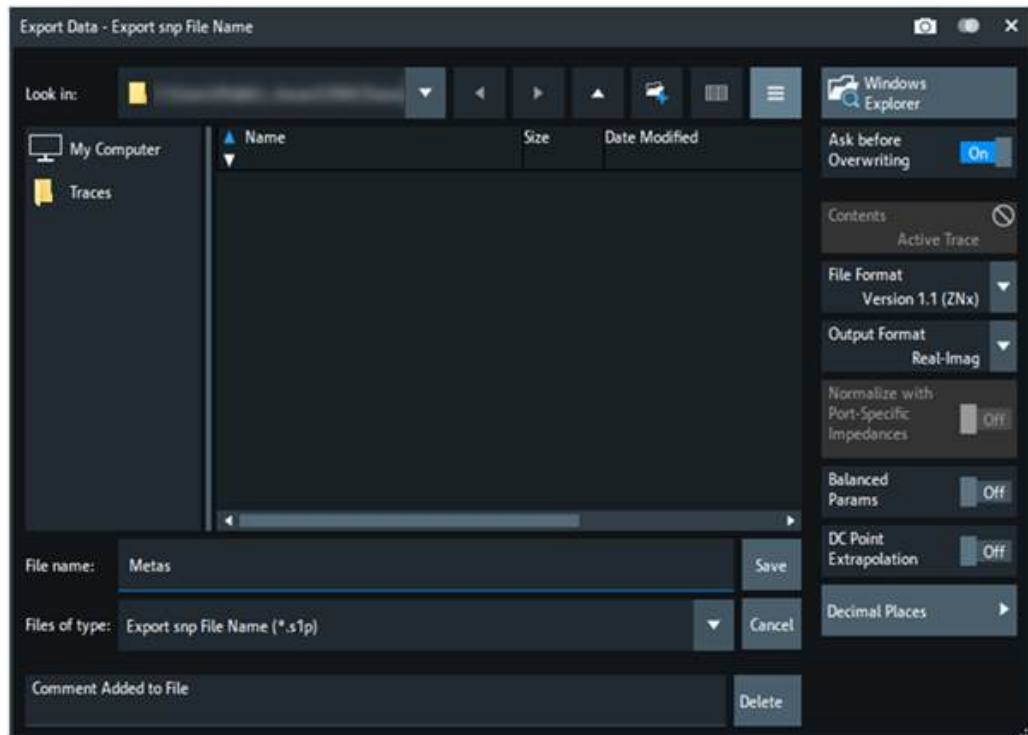 Export Data - Export snp File Name
Look in:
Windows
Explorer
My Computer
Traces
Name
Size
Date Modified
Ask before
Overwriting
On
Contents
Active Trace
File Format
Version 1.1 (ZNx)
Output Format
Real-Imag
Normalize with
Port-Specific
Impedances
Off
Balanced
Params
Off
DC Point
Extrapolation
Off
File name:
Metas
Save
Decimal Places
Files of type:
Export snp File Name (*.s1p)
Cancel
Comment Added to File
Delete